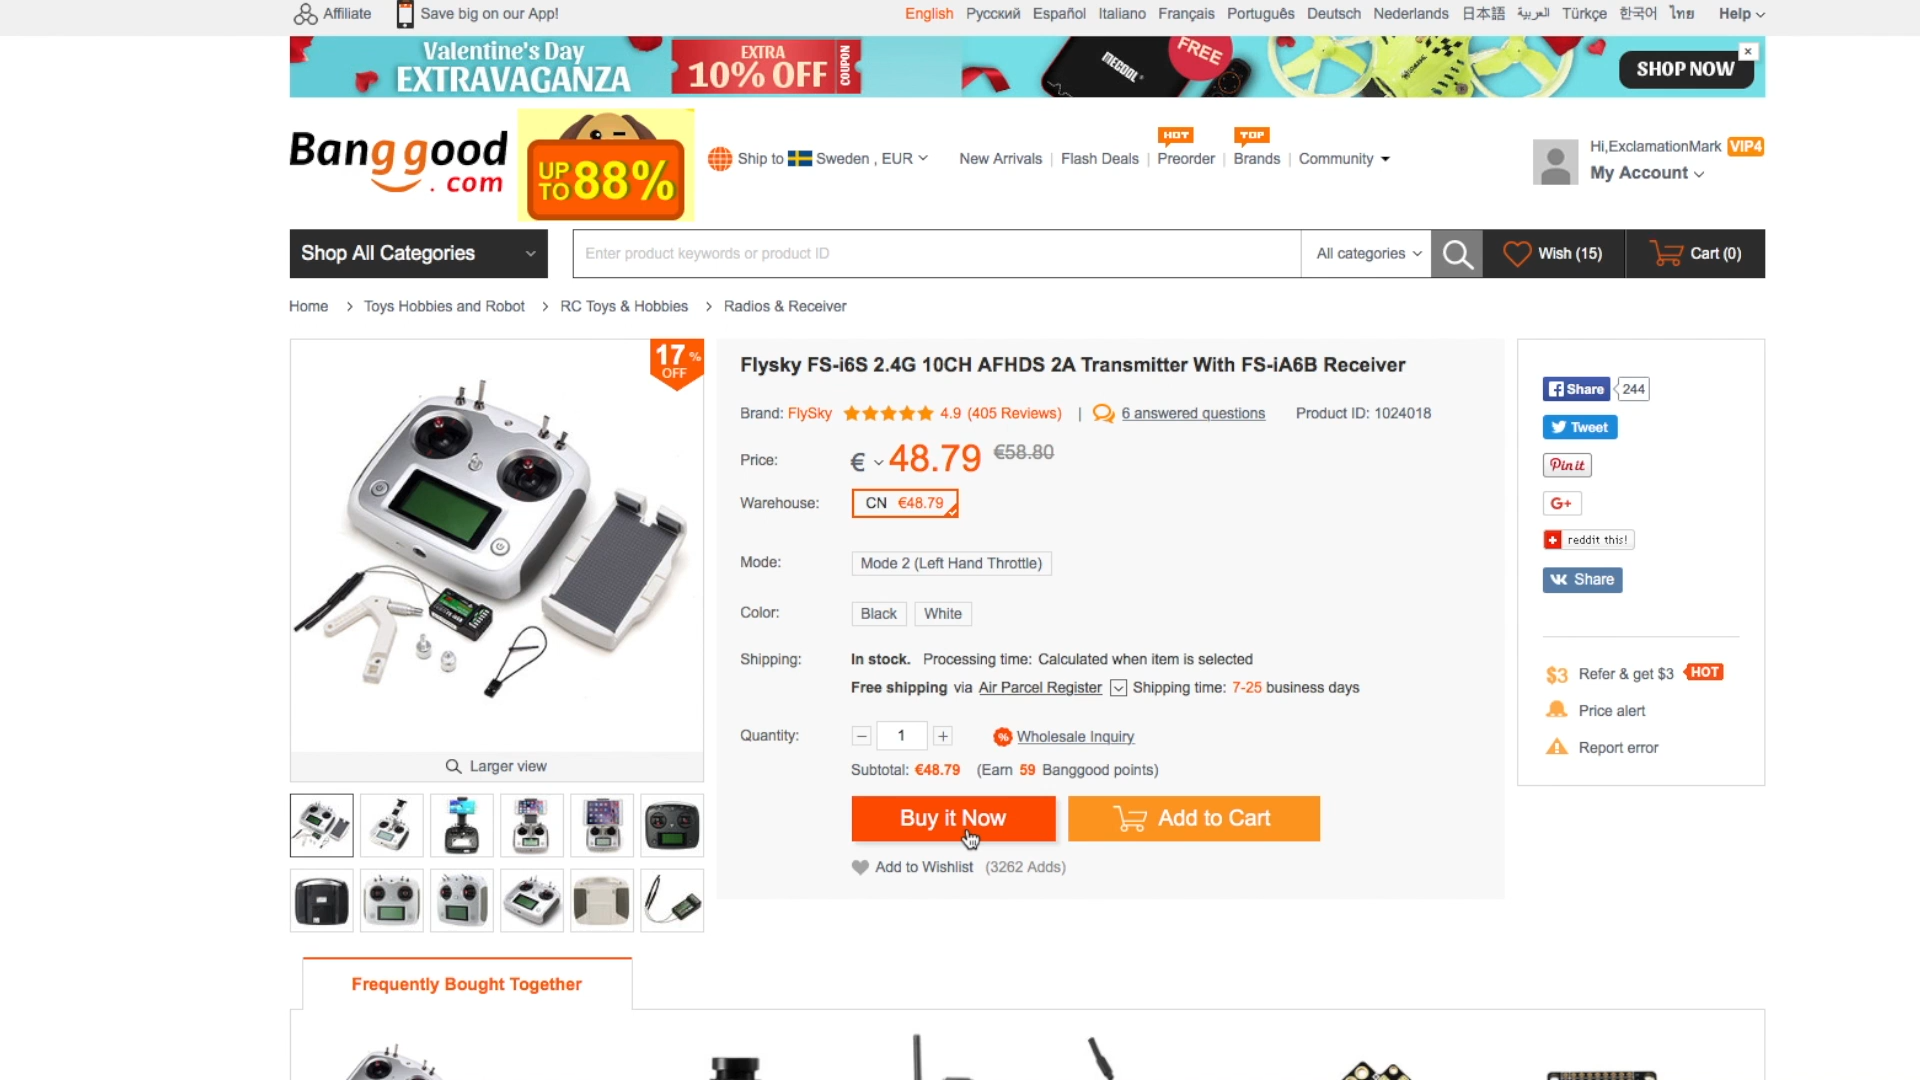 Affiliate Save big on our App! English Русский Español Italiano Français Português Deutsch Nederlands 日本語 العربية Türkçe 한국어 ไทย Help
Valentine's Day
EXTRAVAGANZA
EXTRA
10% OFF
COUPON
MECOOL
FREE
SHOP NOW
Banggood
.com
UP TO 88%
Ship to Sweden , EUR
New Arrivals | Flash Deals | Preorder | Brands | Community
HOT
TOP
Hi,ExclamationMark VIP4
My Account
Shop All Categories
Enter product keywords or product ID
All categories
Wish (15)
Cart (0)
Home > Toys Hobbies and Robot > RC Toys & Hobbies > Radios & Receiver
17% OFF
Larger view
Flysky FS-i6S 2.4G 10CH AFHDS 2A Transmitter With FS-iA6B Receiver
Brand: FlySky 4.9 (405 Reviews) | 6 answered questions Product ID: 1024018
Price: € 48.79 €58.80
Warehouse: CN €48.79
Mode: Mode 2 (Left Hand Throttle)
Color: Black White
Shipping: In stock. Processing time: Calculated when item is selected
Free shipping via Air Parcel Register Shipping time: 7-25 business days
Quantity: − 1 + % Wholesale Inquiry
Subtotal: €48.79 (Earn 59 Banggood points)
Buy it Now
Add to Cart
Add to Wishlist (3262 Adds)
Share 244
Tweet
Pin it
G+
reddit this!
Share
$3 Refer & get $3 HOT
Price alert
Report error
Frequently Bought Together